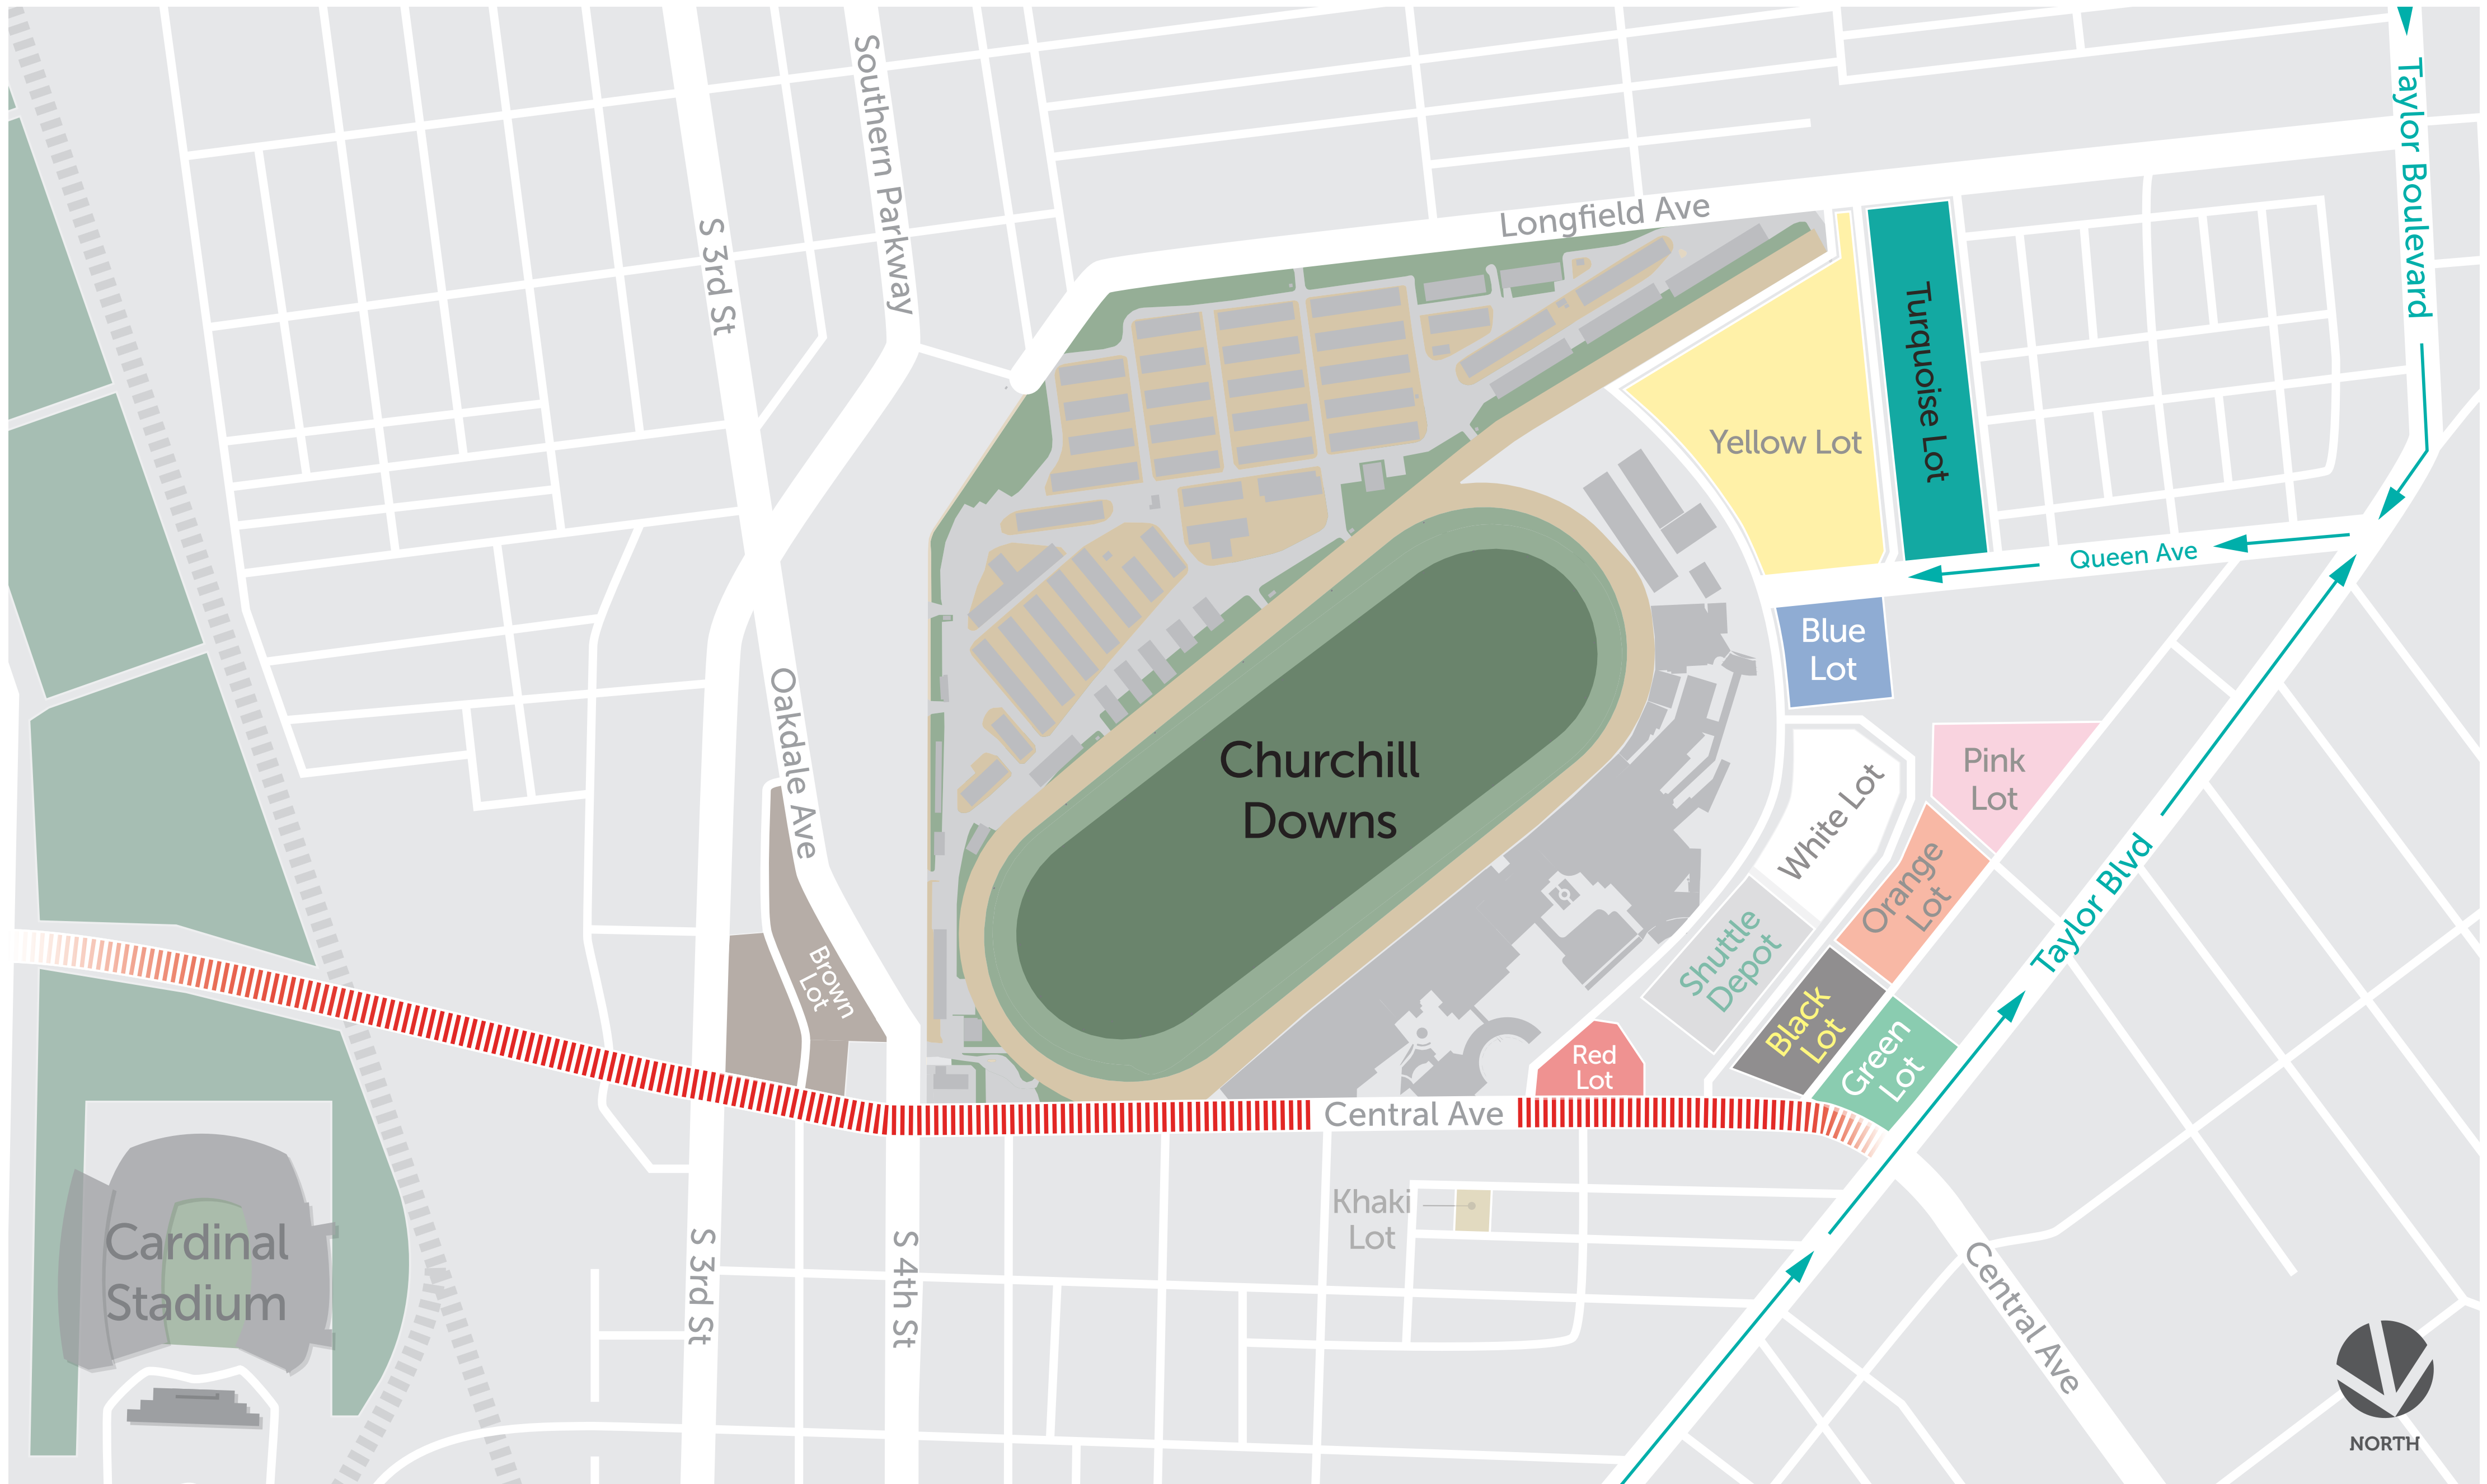 Southern Parkway
Taylor Boulevard
S 3rd St
Longfield Ave
Turquoise Lot
Yellow Lot
Queen Ave
Blue
Lot
Oakdale Ave
Churchill
Downs
Pink
Lot
White Lot
Orange
Lot
Taylor Blvd
Shuttle
Depot
Brown
Lot
Black
Lot
Green
Lot
Red
Lot
Central Ave
Khaki
Lot
Cardinal
Stadium
S 3rd St
S 4th St
Central Ave
NORTH